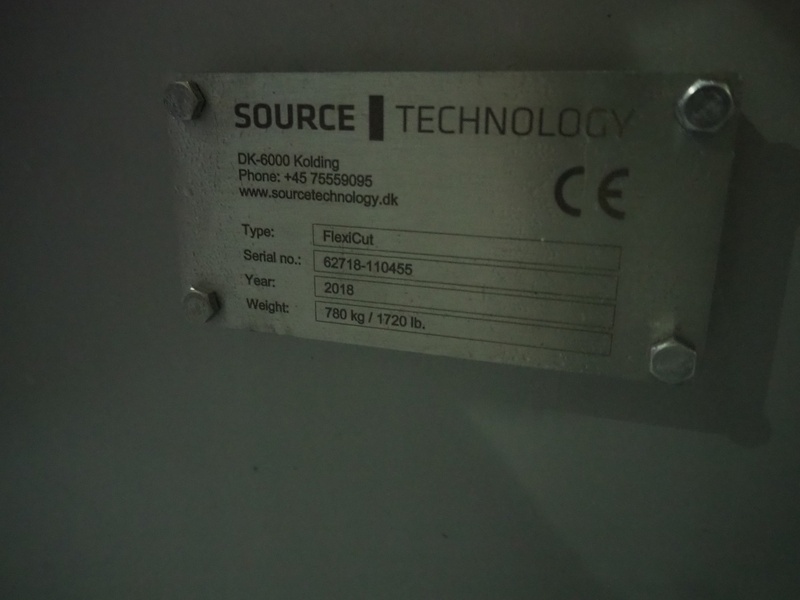 SOURCE TECHNOLOGY
DK-6000 Kolding
Phone: +45 75559095
www.sourcetechnology.dk
CE
Type: FlexiCut
Serial no.: 62718-110455
Year: 2018
Weight: 780 kg / 1720 lb.